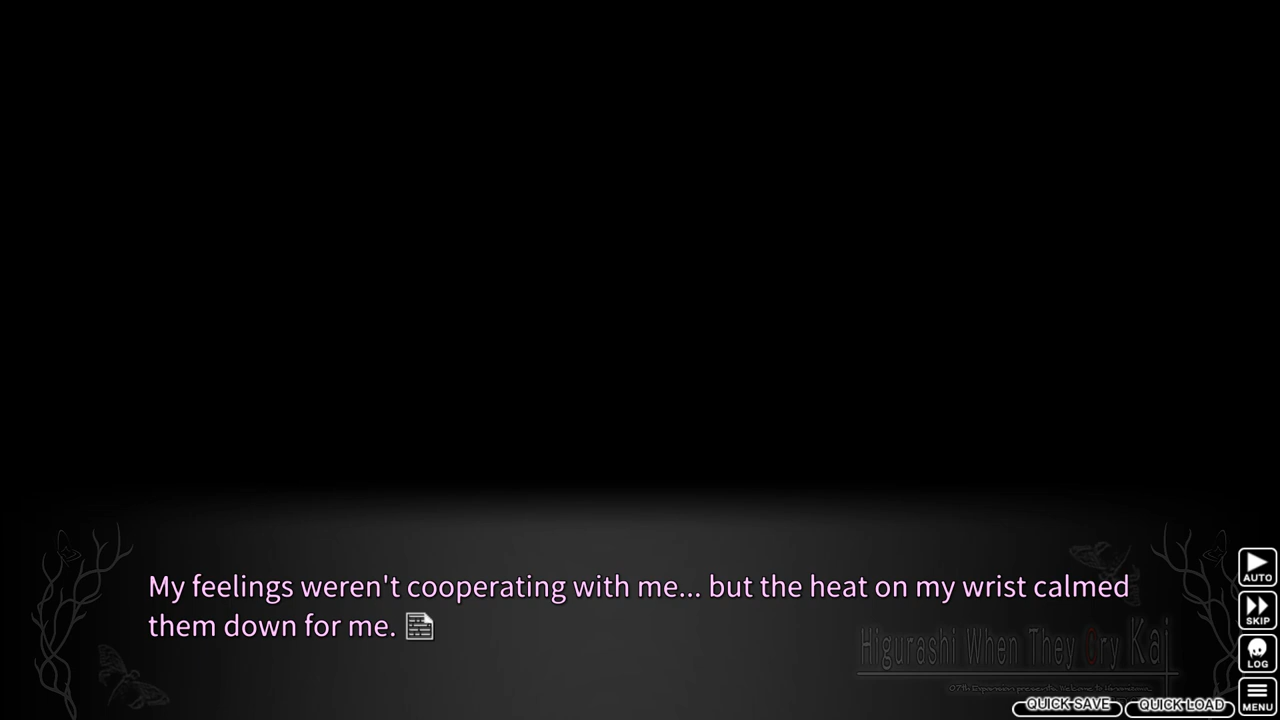 My feelings weren't cooperating with me... but the heat on my wrist calmed
them down for me.
Higurashi When They Cry Kai
AUTO
SKIP
LOG
MENU
QUICK SAVE
QUICK LOAD